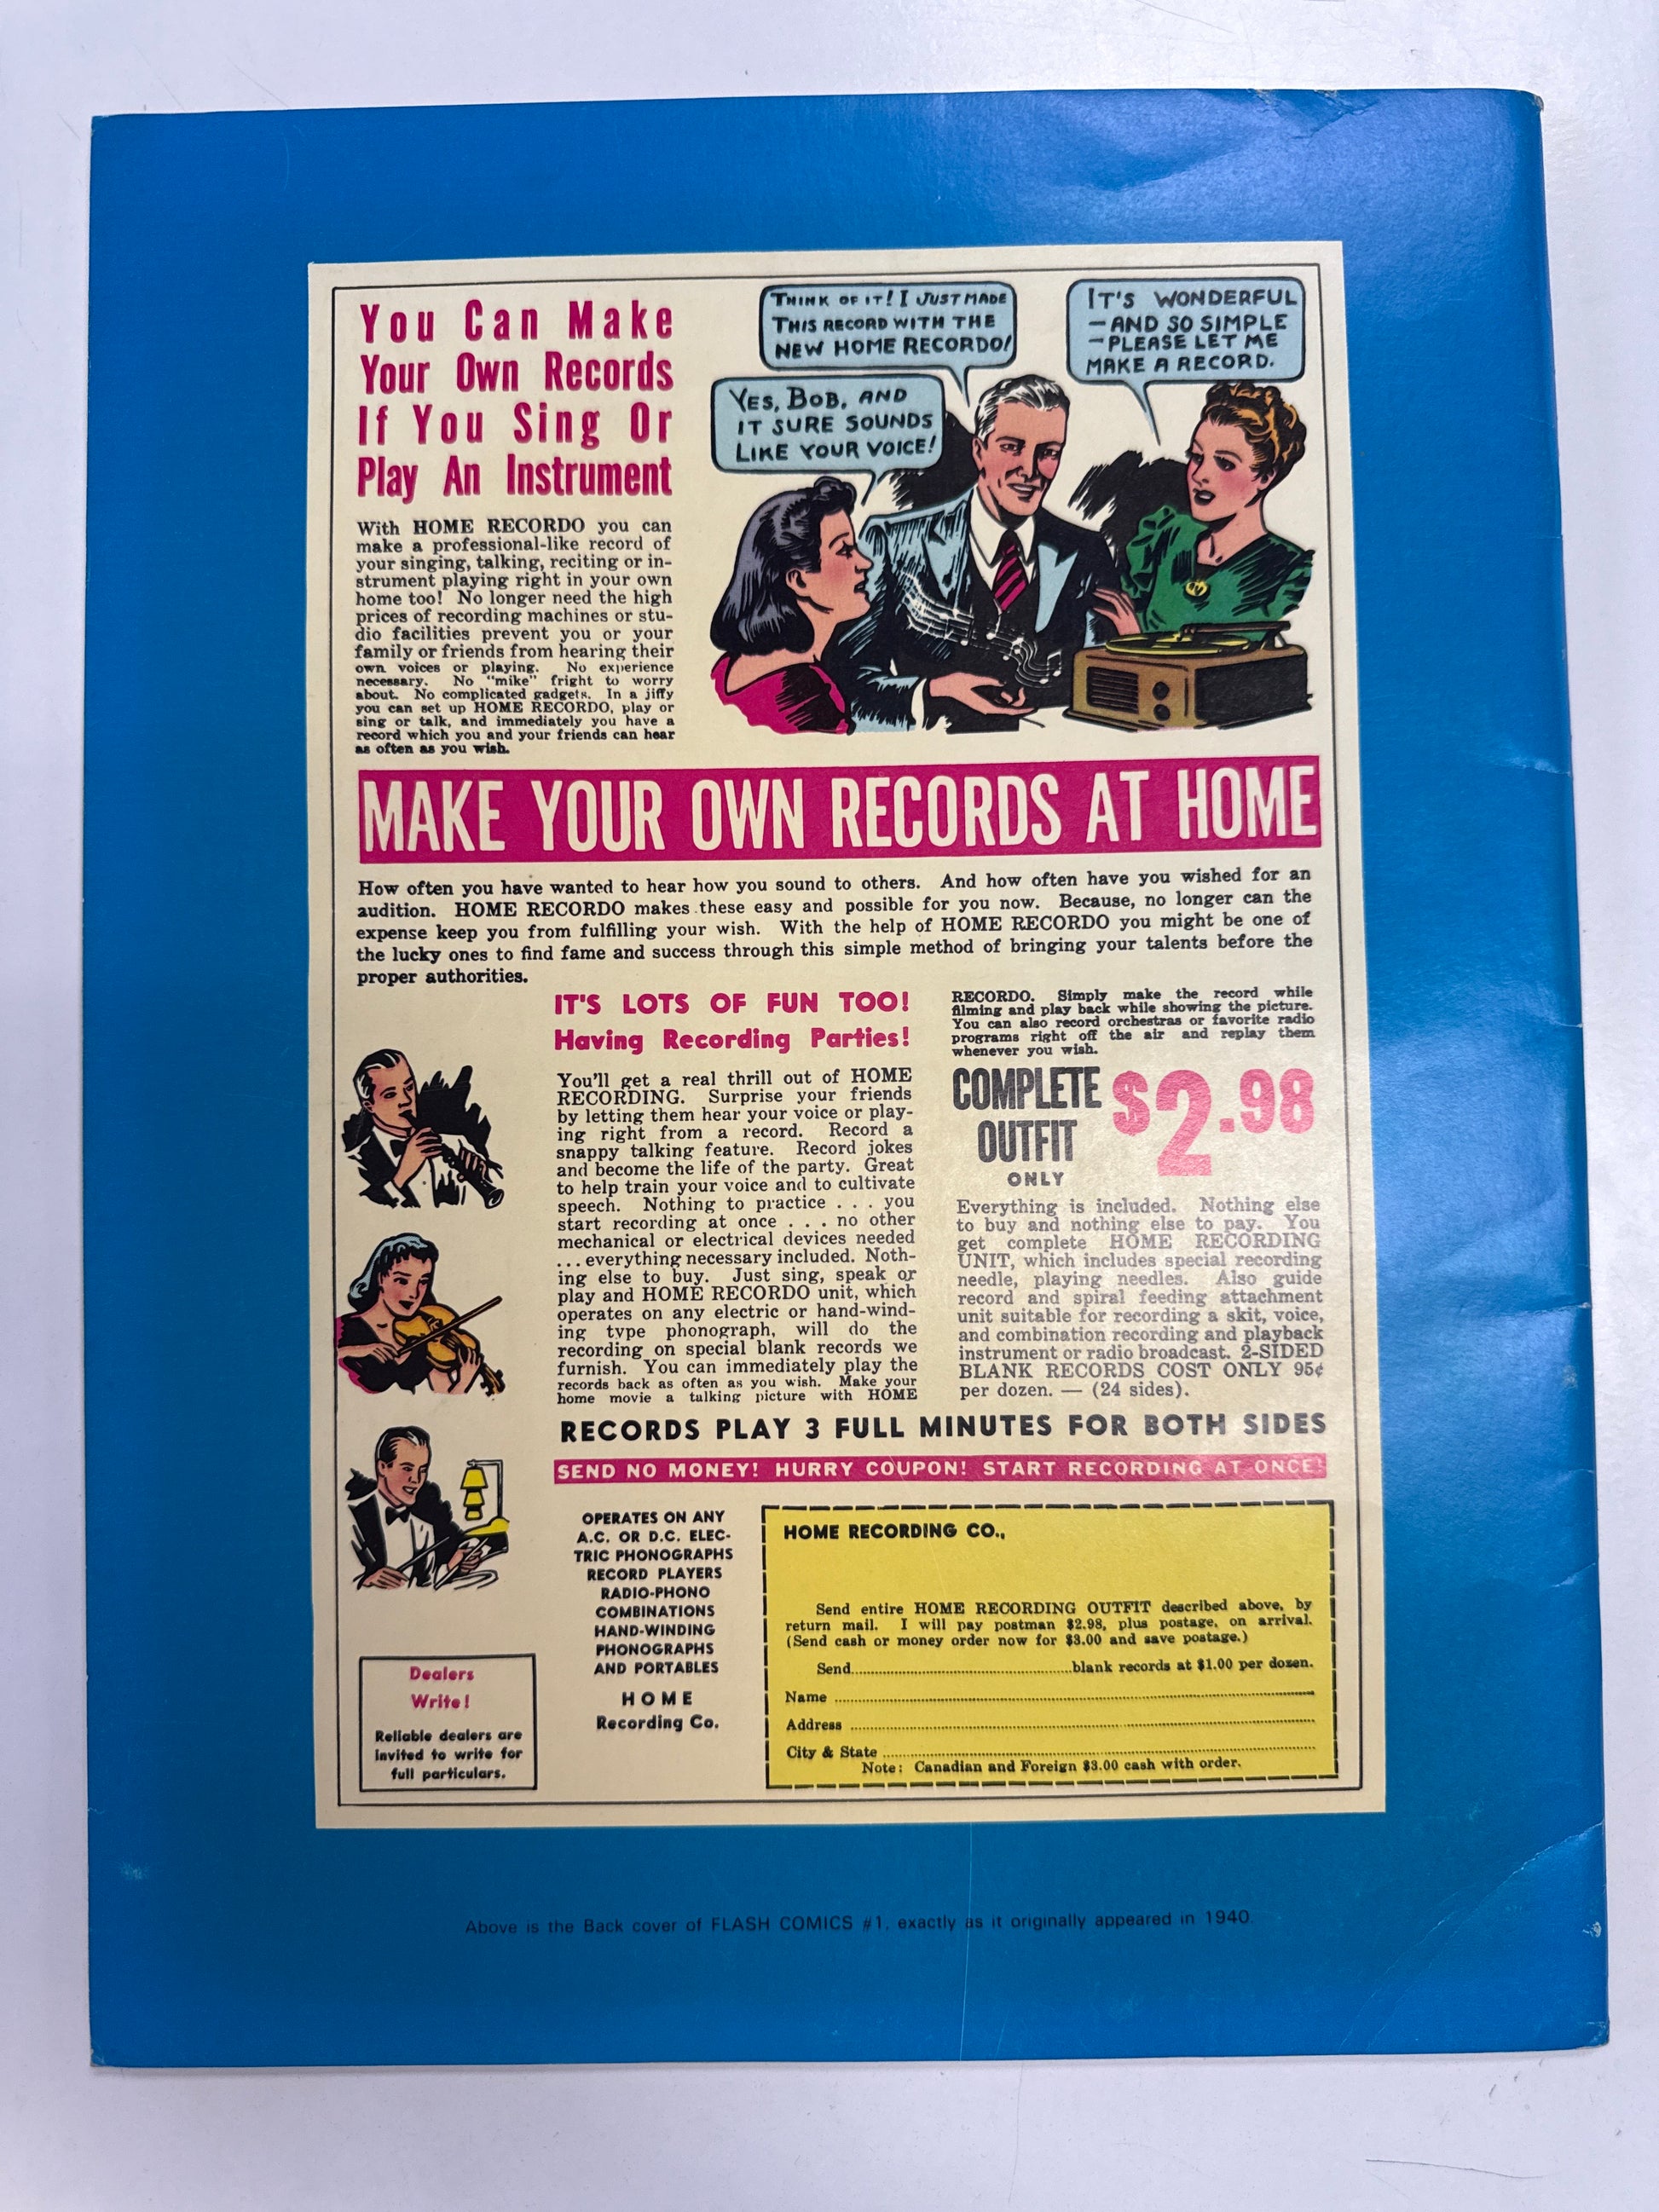 You Can Make
Your Own Records
If You Sing Or
Play An Instrument
With HOME RECORDO you can
make a professional-like record of
your singing, talking, reciting or in-
strument playing right in your own
home too! No longer need the high
prices of recording machines or stu-
dio facilities prevent you or your
family or friends from hearing their
own voices or playing. No experience
necessary. No "mike" fright to worry
about. No complicated gadgets. In a jiffy
you can set up HOME RECORDO, play or
sing or talk, and immediately you have a
record which you and your friends can hear
as often as you wish.
THINK OF IT! I JUST MADE
THIS RECORD WITH THE
NEW HOME RECORDO!
YES, BOB, AND
IT SURE SOUNDS
LIKE YOUR VOICE!
IT'S WONDERFUL
—AND SO SIMPLE
—PLEASE LET ME
MAKE A RECORD.
MAKE YOUR OWN RECORDS AT HOME
How often you have wanted to hear how you sound to others. And how often have you wished for an
audition. HOME RECORDO makes these easy and possible for you now. Because, no longer can the
expense keep you from fulfilling your wish. With the help of HOME RECORDO you might be one of
the lucky ones to find fame and success through this simple method of bringing your talents before the
proper authorities.
IT'S LOTS OF FUN TOO!
Having Recording Parties!
You'll get a real thrill out of HOME
RECORDING. Surprise your friends
by letting them hear your voice or play-
ing right from a record. Record a
snappy talking feature. Record jokes
and become the life of the party. Great
to help train your voice and to cultivate
speech. Nothing to practice . . . you
start recording at once . . . no other
mechanical or electrical devices needed
. . . everything necessary included. Noth-
ing else to buy. Just sing, speak or
play and HOME RECORDO unit, which
operates on any electric or hand-wind-
ing type phonograph, will do the
recording on special blank records we
furnish. You can immediately play the
records back as often as you wish. Make your
home movie a talking picture with HOME
RECORDO. Simply make the record while
filming and play back while showing the picture.
You can also record orchestras or favorite radio
programs right off the air and replay them
whenever you wish.
COMPLETE
OUTFIT
ONLY
$2.98
Everything is included. Nothing else
to buy and nothing else to pay. You
get complete HOME RECORDING
UNIT, which includes special recording
needle, playing needles. Also guide
record and spiral feeding attachment
unit suitable for recording a skit, voice,
and combination recording and playback
instrument or radio broadcast. 2-SIDED
BLANK RECORDS COST ONLY 95¢
per dozen. — (24 sides).
RECORDS PLAY 3 FULL MINUTES FOR BOTH SIDES
SEND NO MONEY! HURRY COUPON! START RECORDING AT ONCE!
Dealers
Write!
Reliable dealers are
invited to write for
full particulars.
OPERATES ON ANY
A.C. OR D.C. ELEC-
TRIC PHONOGRAPHS
RECORD PLAYERS
RADIO-PHONO
COMBINATIONS
HAND-WINDING
PHONOGRAPHS
AND PORTABLES
HOME
Recording Co.
HOME RECORDING CO.,
Send entire HOME RECORDING OUTFIT described above, by
return mail. I will pay postman $2.98, plus postage, on arrival.
(Send cash or money order now for $3.00 and save postage.)
Send........................................blank records at $1.00 per dozen.
Name ........................................
Address ........................................
City & State ........................................
Note: Canadian and Foreign $3.00 cash with order.
Above is the Back cover of FLASH COMICS #1, exactly as it originally appeared in 1940.